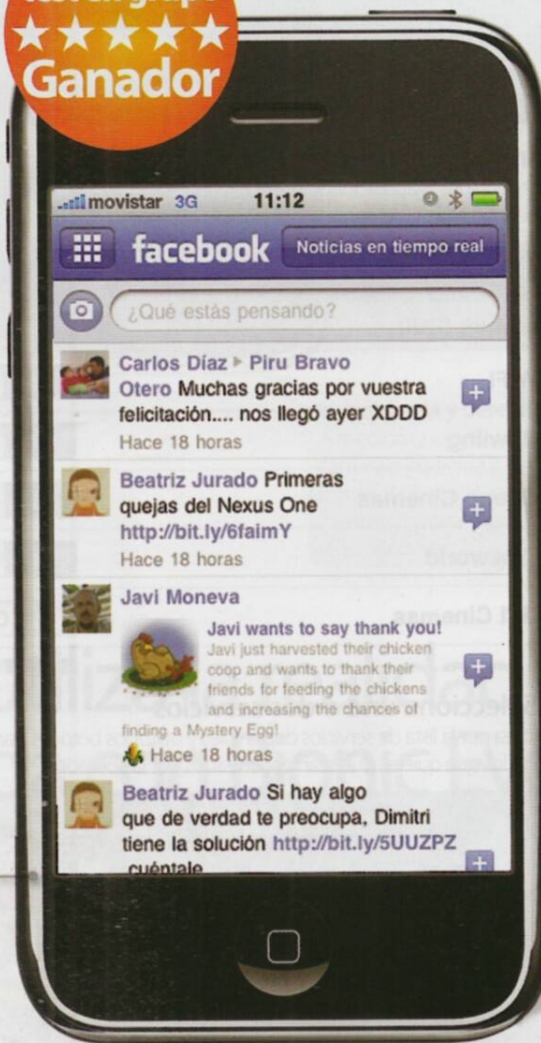 Ganador
movistar 3G 11:12
facebook Noticias en tiempo real
¿Qué estás pensando?
Carlos Díaz ▸ Piru Bravo
Otero Muchas gracias por vuestra
felicitación.... nos llegó ayer XDDD
Hace 18 horas
Beatriz Jurado Primeras
quejas del Nexus One
http://bit.ly/6faimY
Hace 18 horas
Javi Moneva
Javi wants to say thank you!
Javi just harvested their chicken
coop and wants to thank their
friends for feeding the chickens
and increasing the chances of
finding a Mystery Egg!
Hace 18 horas
Beatriz Jurado Si hay algo
que de verdad te preocupa, Dimitri
tiene la solución http://bit.ly/5UUZPZ
cuéntale